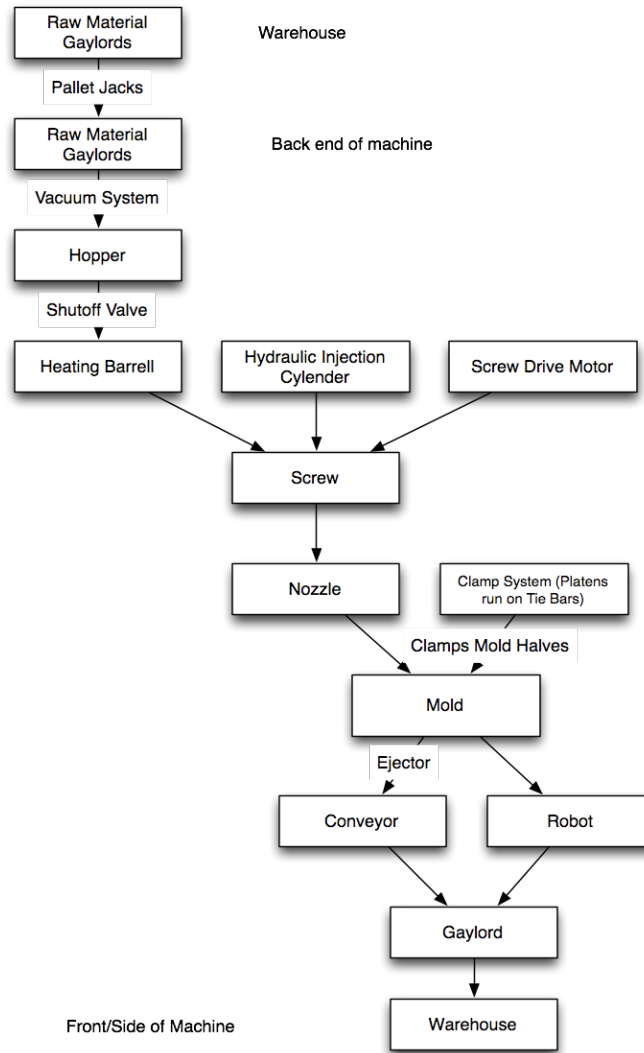 Raw Material
Gaylords
Warehouse
Pallet Jacks
Raw Material
Gaylords
Back end of machine
Vacuum System
Hopper
Shutoff Valve
Heating Barrell
Hydraulic Injection
Cylender
Screw Drive Motor
Screw
Nozzle
Clamp System (Platens
run on Tie Bars)
Clamps Mold Halves
Mold
Ejector
Conveyor
Robot
Gaylord
Warehouse
Front/Side of Machine